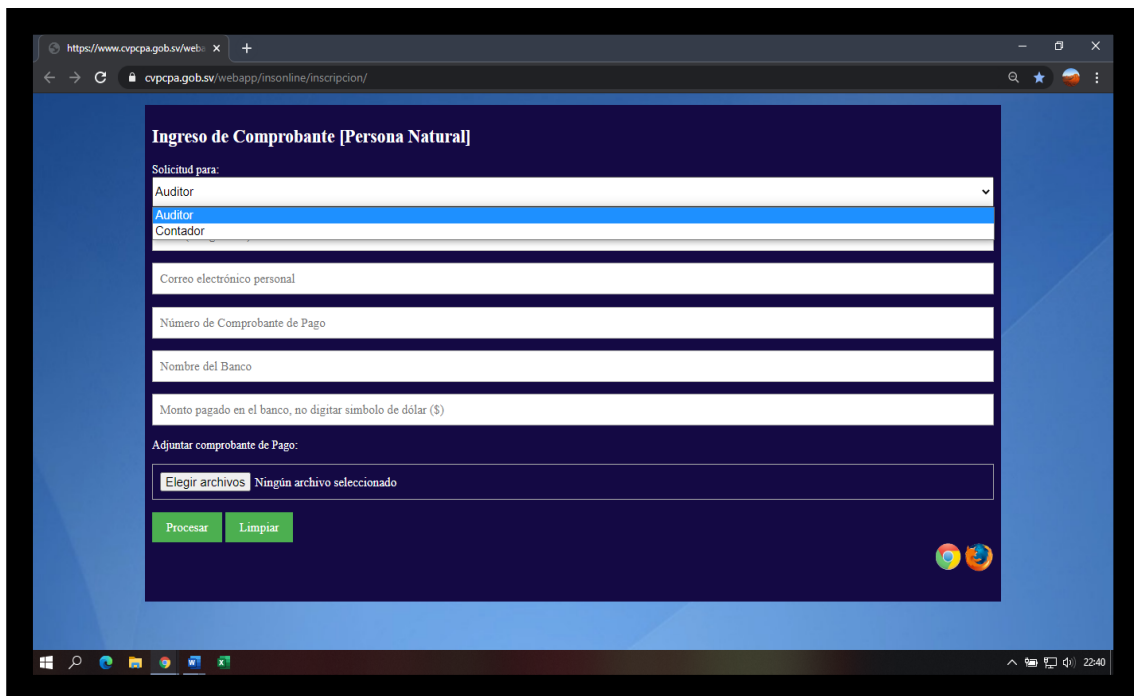 https://www.cvpcpa.gob.sv/weba
cvpcpa.gob.sv/webapp/insonline/inscripcion/
Ingreso de Comprobante [Persona Natural]
Solicitud para:
Auditor
Auditor
Contador
Correo electrónico personal
Número de Comprobante de Pago
Nombre del Banco
Monto pagado en el banco, no digitar simbolo de dólar ($)
Adjuntar comprobante de Pago:
Elegir archivos Ningún archivo seleccionado
Procesar Limpiar
22:40